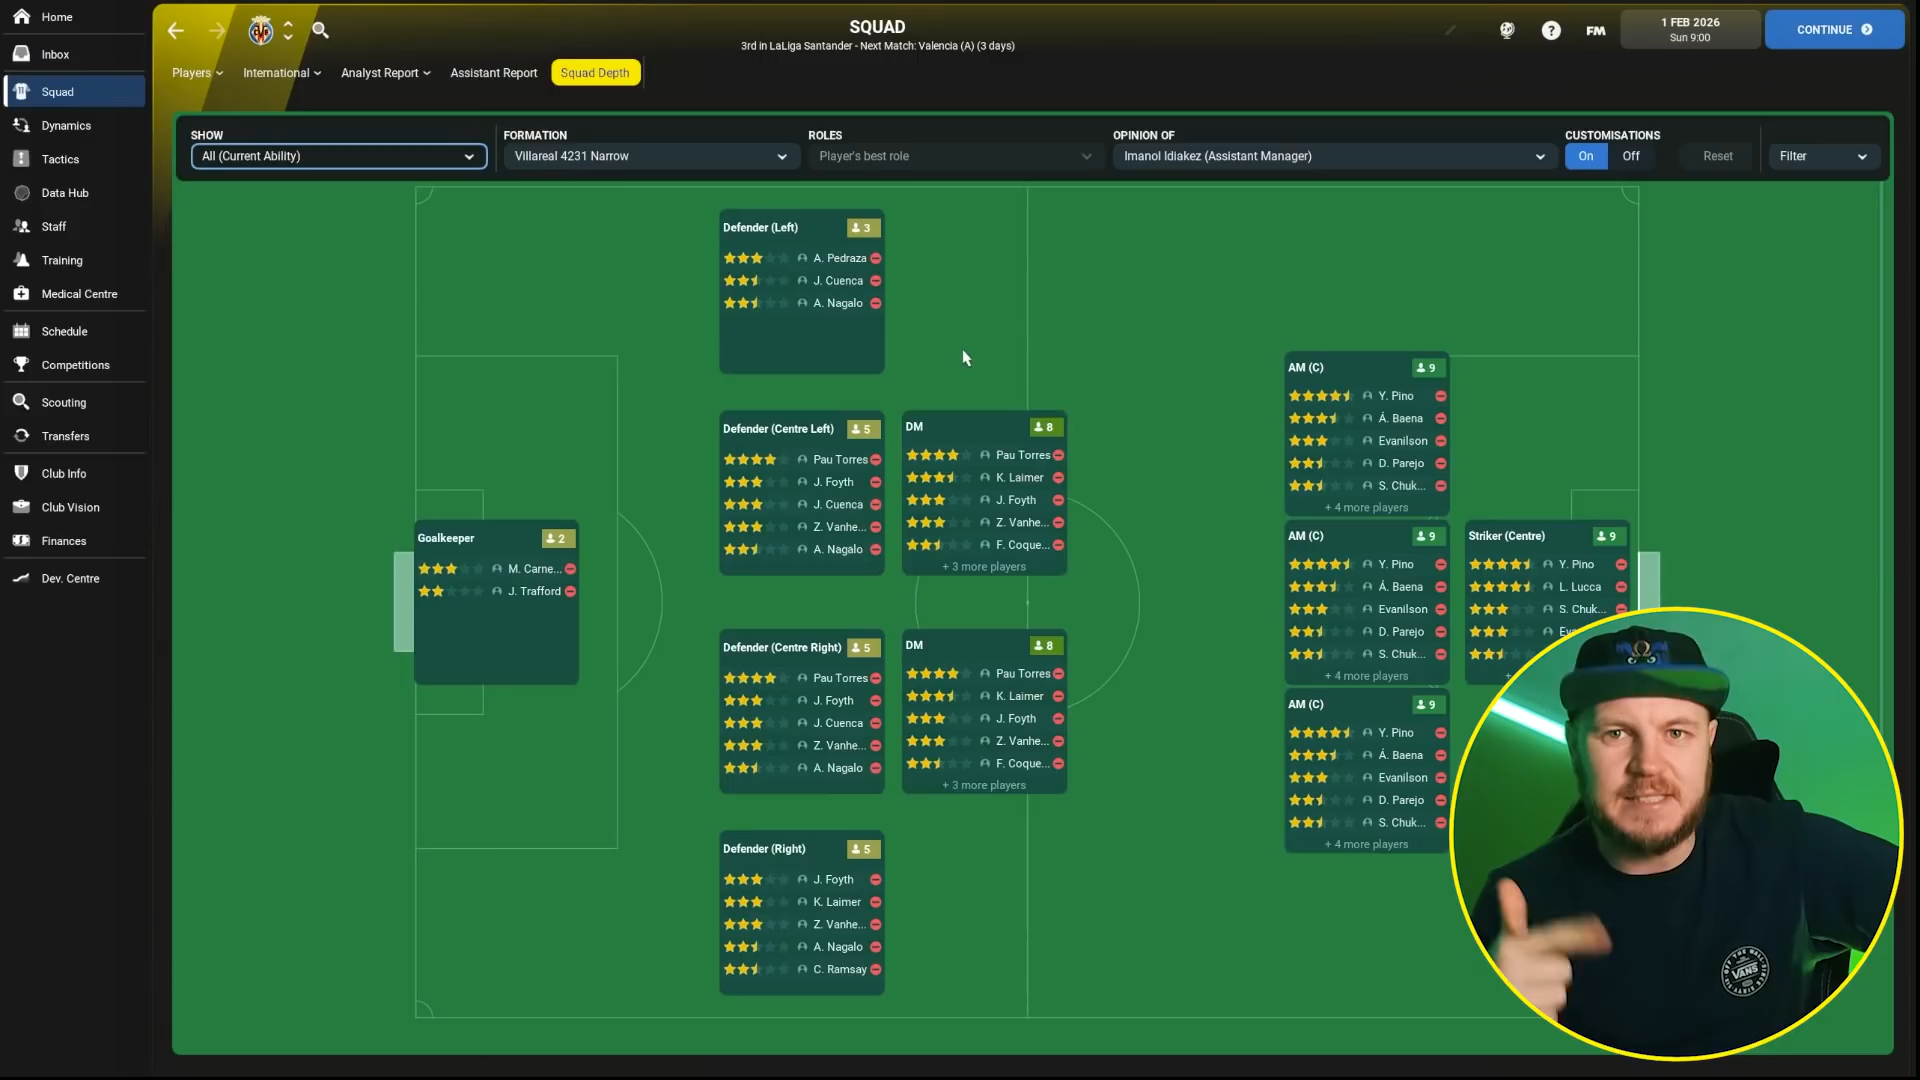 Home
Inbox
Squad
Dynamics
Tactics
Data Hub
Staff
Training
Medical Centre
Schedule
Competitions
Scouting
Transfers
Club Info
Club Vision
Finances
Dev. Centre
SQUAD
3rd in LaLiga Santander - Next Match: Valencia (A) (3 days)
FM
1 FEB 2026
Sun 9:00
CONTINUE
Players
International
Analyst Report
Assistant Report
Squad Depth
SHOW
All (Current Ability)
FORMATION
Villareal 4231 Narrow
ROLES
Player's best role
OPINION OF
Imanol Idiakez (Assistant Manager)
CUSTOMISATIONS
On
Off
Reset
Filter
Goalkeeper 2
M. Carne...
J. Trafford
Defender (Left) 3
A. Pedraza
J. Cuenca
A. Nagalo
Defender (Centre Left) 5
Pau Torres
J. Foyth
J. Cuenca
Z. Vanhe...
A. Nagalo
Defender (Centre Right) 5
Pau Torres
J. Foyth
J. Cuenca
Z. Vanhe...
A. Nagalo
Defender (Right) 5
J. Foyth
K. Laimer
Z. Vanhe...
A. Nagalo
C. Ramsay
DM 8
Pau Torres
K. Laimer
J. Foyth
Z. Vanhe...
F. Coque...
+ 3 more players
DM 8
Pau Torres
K. Laimer
J. Foyth
Z. Vanhe...
F. Coque...
+ 3 more players
AM (C) 9
Y. Pino
Á. Baena
Evanilson
D. Parejo
S. Chuk...
+ 4 more players
AM (C) 9
Y. Pino
Á. Baena
Evanilson
D. Parejo
S. Chuk...
+ 4 more players
AM (C) 9
Y. Pino
Á. Baena
Evanilson
D. Parejo
S. Chuk...
+ 4 more players
Striker (Centre) 9
Y. Pino
L. Lucca
S. Chuk...
VANS